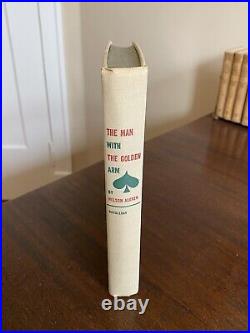 THE MAN
WITH
THE GOLDEN
ARM
BY
NELSON ALGREN